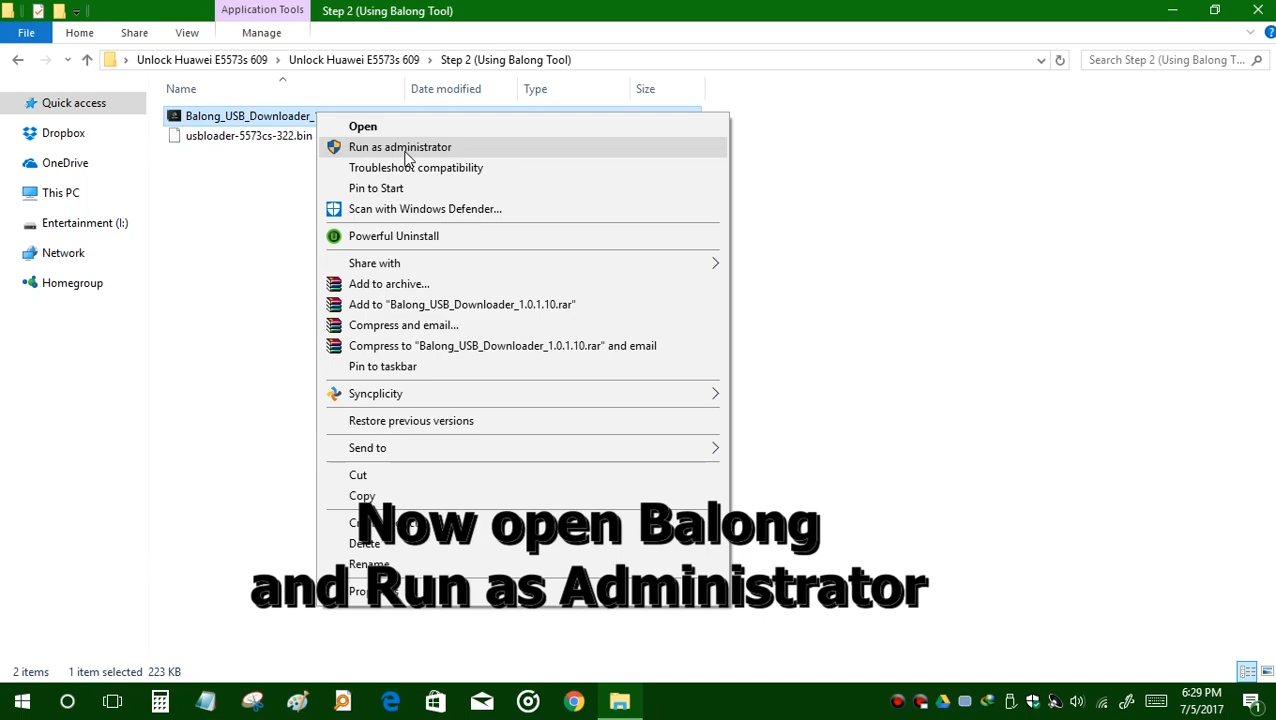 Application Tools
Step 2 (Using Balong Tool)
File
Home
Share
View
Manage
Unlock Huawei E5573s 609
Unlock Huawei E5573s 609
Step 2 (Using Balong Tool)
Search Step 2 (Using Balong T...
Name
Date modified
Type
Size
Quick access
Dropbox
OneDrive
This PC
Entertainment (I:)
Network
Homegroup
Balong_USB_Downloader_
usbloader-5573cs-322.bin
Open
Run as administrator
Troubleshoot compatibility
Pin to Start
Scan with Windows Defender...
Powerful Uninstall
Share with
Add to archive...
Add to "Balong_USB_Downloader_1.0.1.10.rar"
Compress and email...
Compress to "Balong_USB_Downloader_1.0.1.10.rar" and email
Pin to taskbar
Syncplicity
Restore previous versions
Send to
Cut
Copy
Delete
Rename
Now open Balong
and Run as Administrator
2 items
1 item selected
223 KB
6:29 PM
7/5/2017